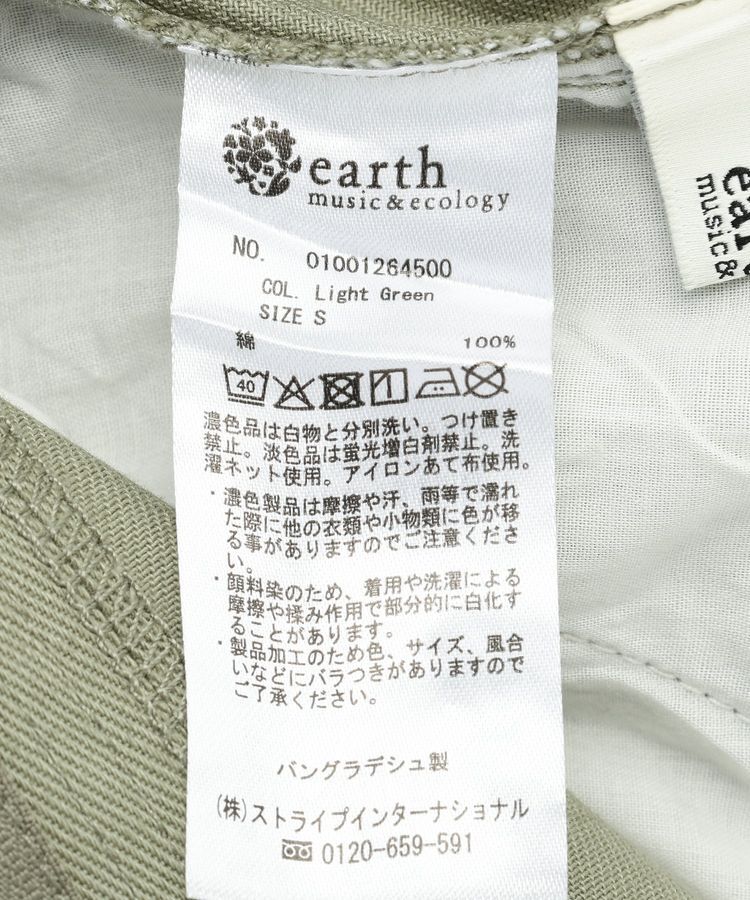 earth
music&ecology
NO. 01001264500
COL. Light Green
SIZE S
綿 100%
40
濃色品は白物と分別洗い。つけ置き
禁止。淡色品は蛍光増白剤禁止。洗
濯ネット使用。アイロンあて布使用。
・濃色製品は摩擦や汗、雨等で濡れ
た際に他の衣類や小物類に色が移
る事がありますのでご注意くださ
い。
・顔料染のため、着用や洗濯による
摩擦や揉み作用で部分的に白化す
ることがあります。
・製品加工のため色、サイズ、風合
いなどにバラつきがありますので
ご了承ください。
バングラデシュ製
(株)ストライプインターナショナル
0120-659-591
ear
music&